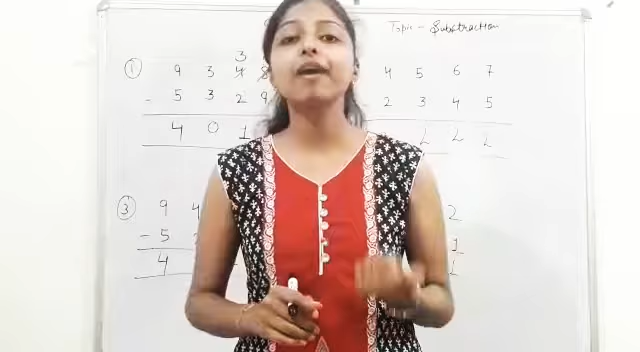 Topic - Subtraction
3
① 9 3 4 8 4 5 6 7
- 5 3 2 9 2 3 4 5
4 0 1 2 2 2
③ 9 4 2
- 5 1
4 1